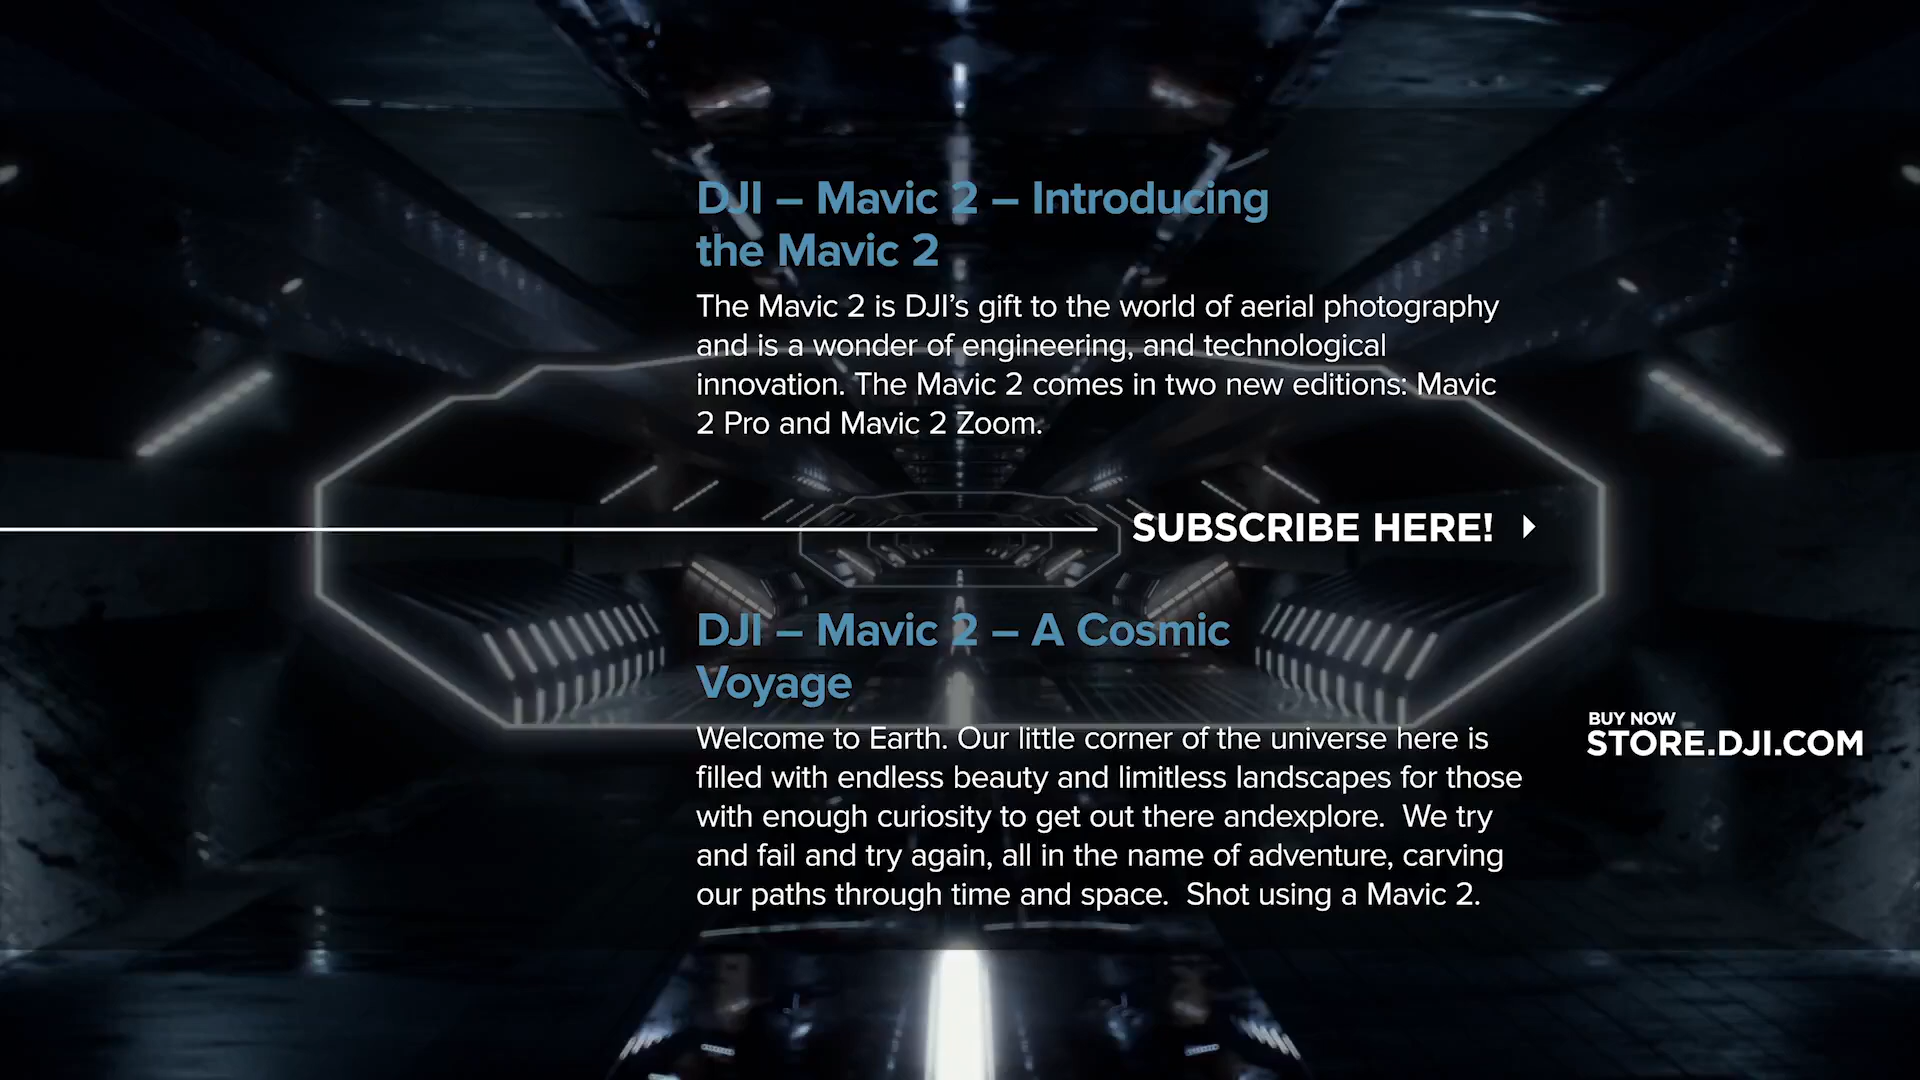 DJI – Mavic 2 – Introducing
the Mavic 2
The Mavic 2 is DJI’s gift to the world of aerial photography
and is a wonder of engineering, and technological
innovation. The Mavic 2 comes in two new editions: Mavic
2 Pro and Mavic 2 Zoom.
SUBSCRIBE HERE!
DJI – Mavic 2 – A Cosmic
Voyage
Welcome to Earth. Our little corner of the universe here is
filled with endless beauty and limitless landscapes for those
with enough curiosity to get out there andexplore.  We try
and fail and try again, all in the name of adventure, carving
our paths through time and space.  Shot using a Mavic 2.
BUY NOW
STORE.DJI.COM